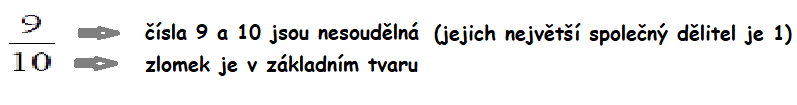 9 čísla 9 a 10 jsou nesoudělná (jejich největší společný dělitel je 1)
10 zlomek je v základním tvaru